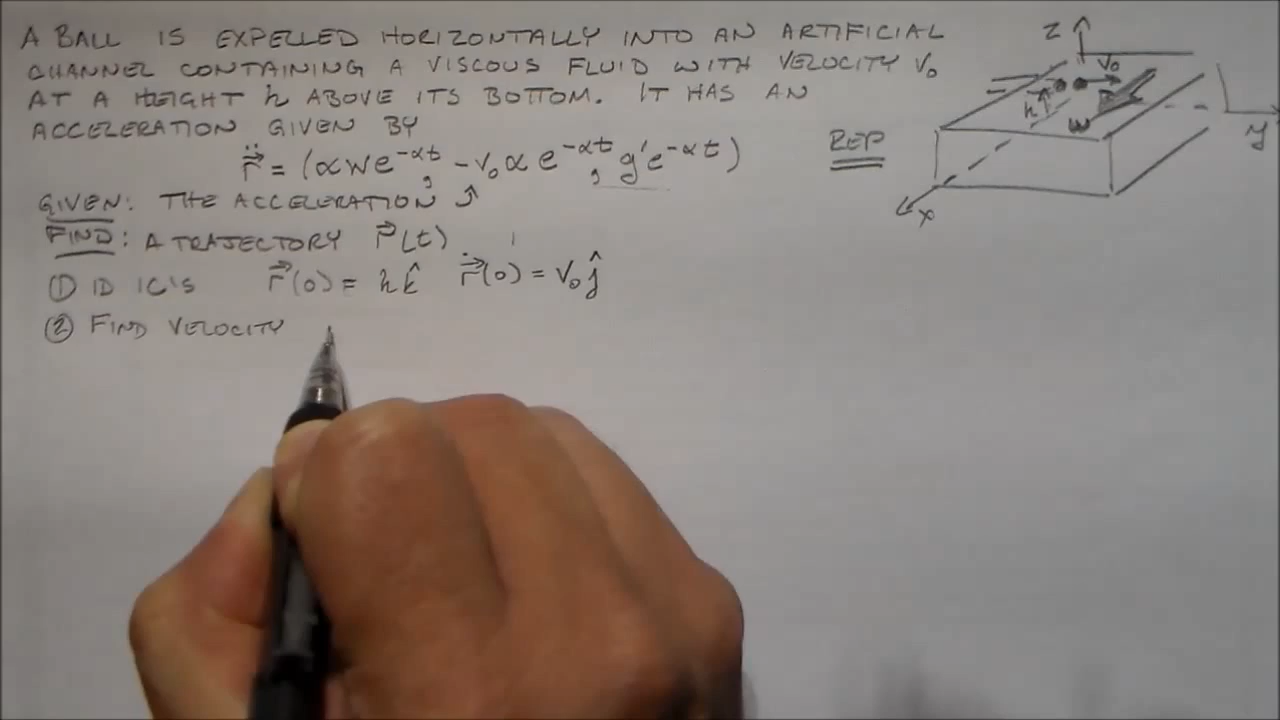 A BALL IS EXPELLED HORIZONTALLY INTO AN ARTIFICIAL
CHANNEL CONTAINING A VISCOUS FLUID WITH VELOCITY V₀
AT A HEIGHT h ABOVE ITS BOTTOM. IT HAS AN
ACCELERATION GIVEN BY
r̈⃗ = (αwe^{-αt}, -v₀αe^{-αt}, g'e^{-αt})
GIVEN: THE ACCELERATION
FIND: A TRAJECTORY r⃗(t)
① ID IC'S r⃗(0) = hk̂ ṙ⃗(0) = V₀ĵ
② FIND VELOCITY
REP
z
V₀
h
w
y
x